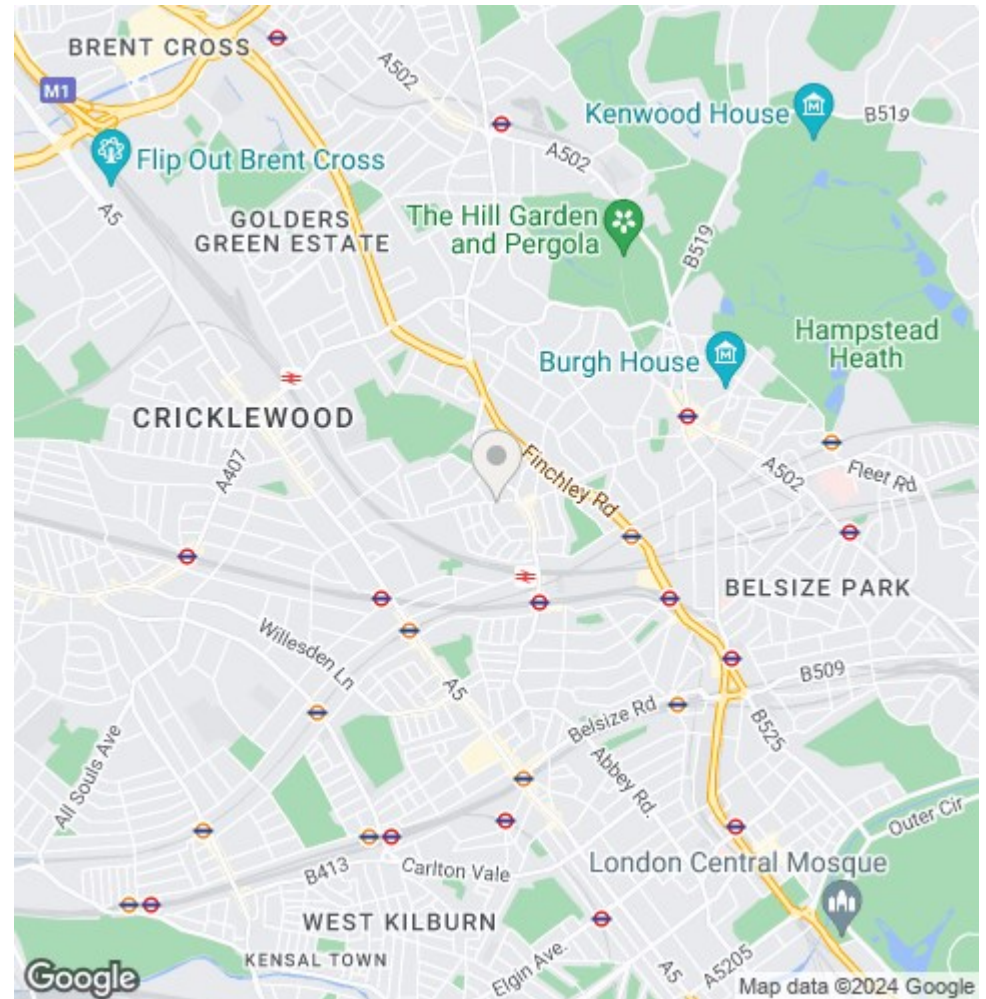 BRENT CROSS
A502
M1
Kenwood House
B519
Flip Out Brent Cross
A502
A5
GOLDERS
GREEN ESTATE
The Hill Garden
and Pergola
B519
Hampstead
Heath
Burgh House
CRICKLEWOOD
A407
Finchley Rd
A502
Fleet Rd
BELSIZE PARK
Willesden Ln
A5
B509
Belsize Rd
B525
Abbey Rd.
All Souls Ave
Outer Cir
B413
Carlton Vale
London Central Mosque
WEST KILBURN
KENSAL TOWN
Elgin Ave.
A5
A5205
Google
Map data ©2024 Google